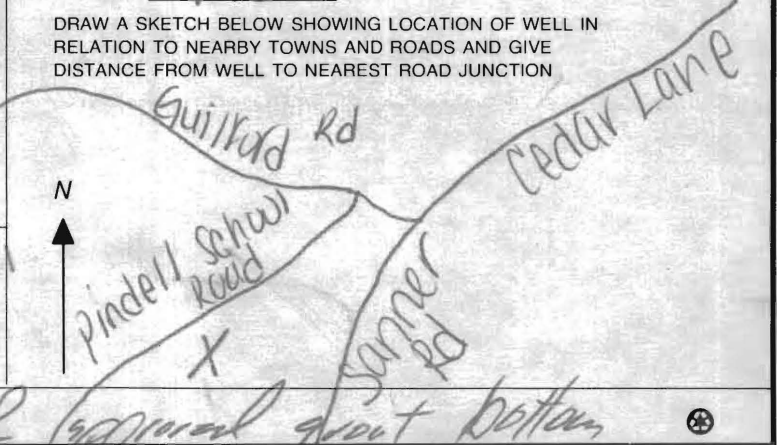 DRAW A SKETCH BELOW SHOWING LOCATION OF WELL IN
RELATION TO NEARBY TOWNS AND ROADS AND GIVE
DISTANCE FROM WELL TO NEAREST ROAD JUNCTION
Guilford Rd
Cedar Lane
N
Pindell School
Road
X
Sanner
Rd
grout bottom